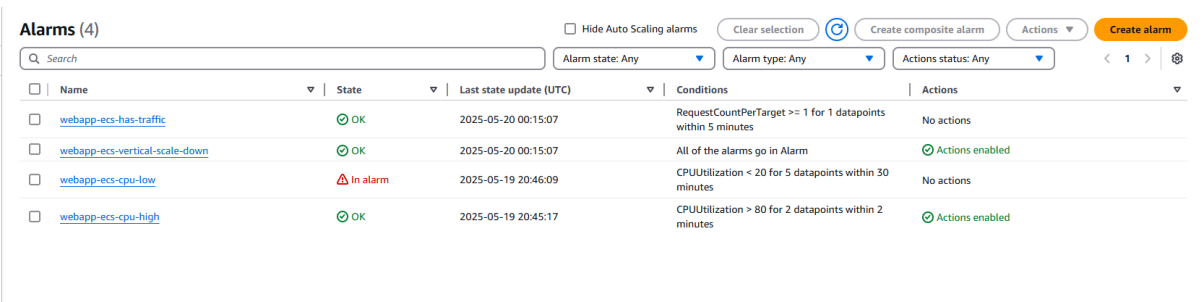 Alarms (4)
Hide Auto Scaling alarms
Clear selection
Create composite alarm
Actions
Create alarm
Search
Alarm state: Any
Alarm type: Any
Actions status: Any
1
Name
State
Last state update (UTC)
Conditions
Actions
webapp-ecs-has-traffic
OK
2025-05-20 00:15:07
RequestCountPerTarget >= 1 for 1 datapoints
within 5 minutes
No actions
webapp-ecs-vertical-scale-down
OK
2025-05-20 00:15:07
All of the alarms go in Alarm
Actions enabled
webapp-ecs-cpu-low
In alarm
2025-05-19 20:46:09
CPUUtilization < 20 for 5 datapoints within 30
minutes
No actions
webapp-ecs-cpu-high
OK
2025-05-19 20:45:17
CPUUtilization > 80 for 2 datapoints within 2
minutes
Actions enabled